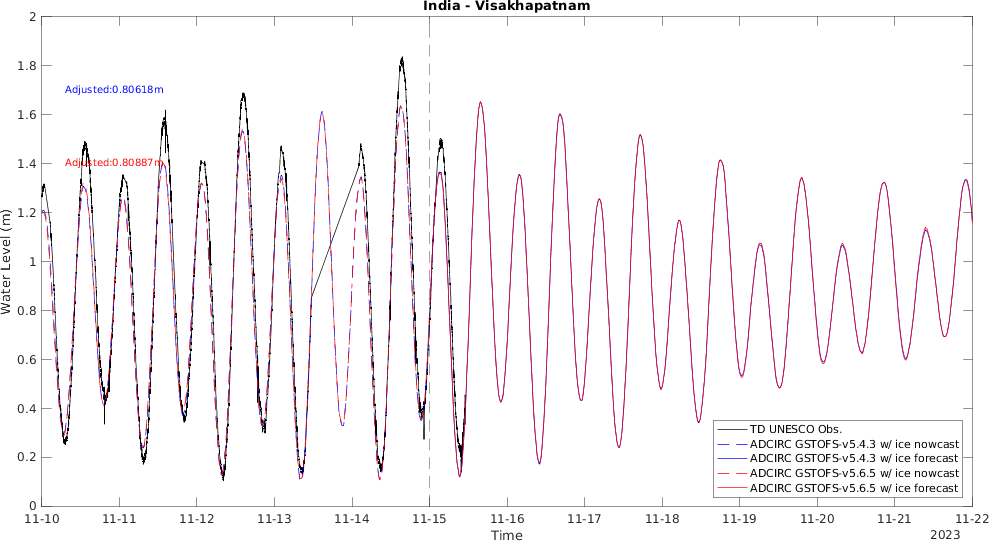 India - Visakhapatnam
2
1.8
1.6
1.4
1.2
1
0.8
0.6
0.4
0.2
0
Water Level (m)
Adjusted:0.80618m
Adjusted:0.80887m
TD UNESCO Obs.
ADCIRC GSTOFS-v5.4.3 w/ ice nowcast
ADCIRC GSTOFS-v5.4.3 w/ ice forecast
ADCIRC GSTOFS-v5.6.5 w/ ice nowcast
ADCIRC GSTOFS-v5.6.5 w/ ice forecast
11-10 11-11 11-12 11-13 11-14 11-15 11-16 11-17 11-18 11-19 11-20 11-21 11-22
Time
2023